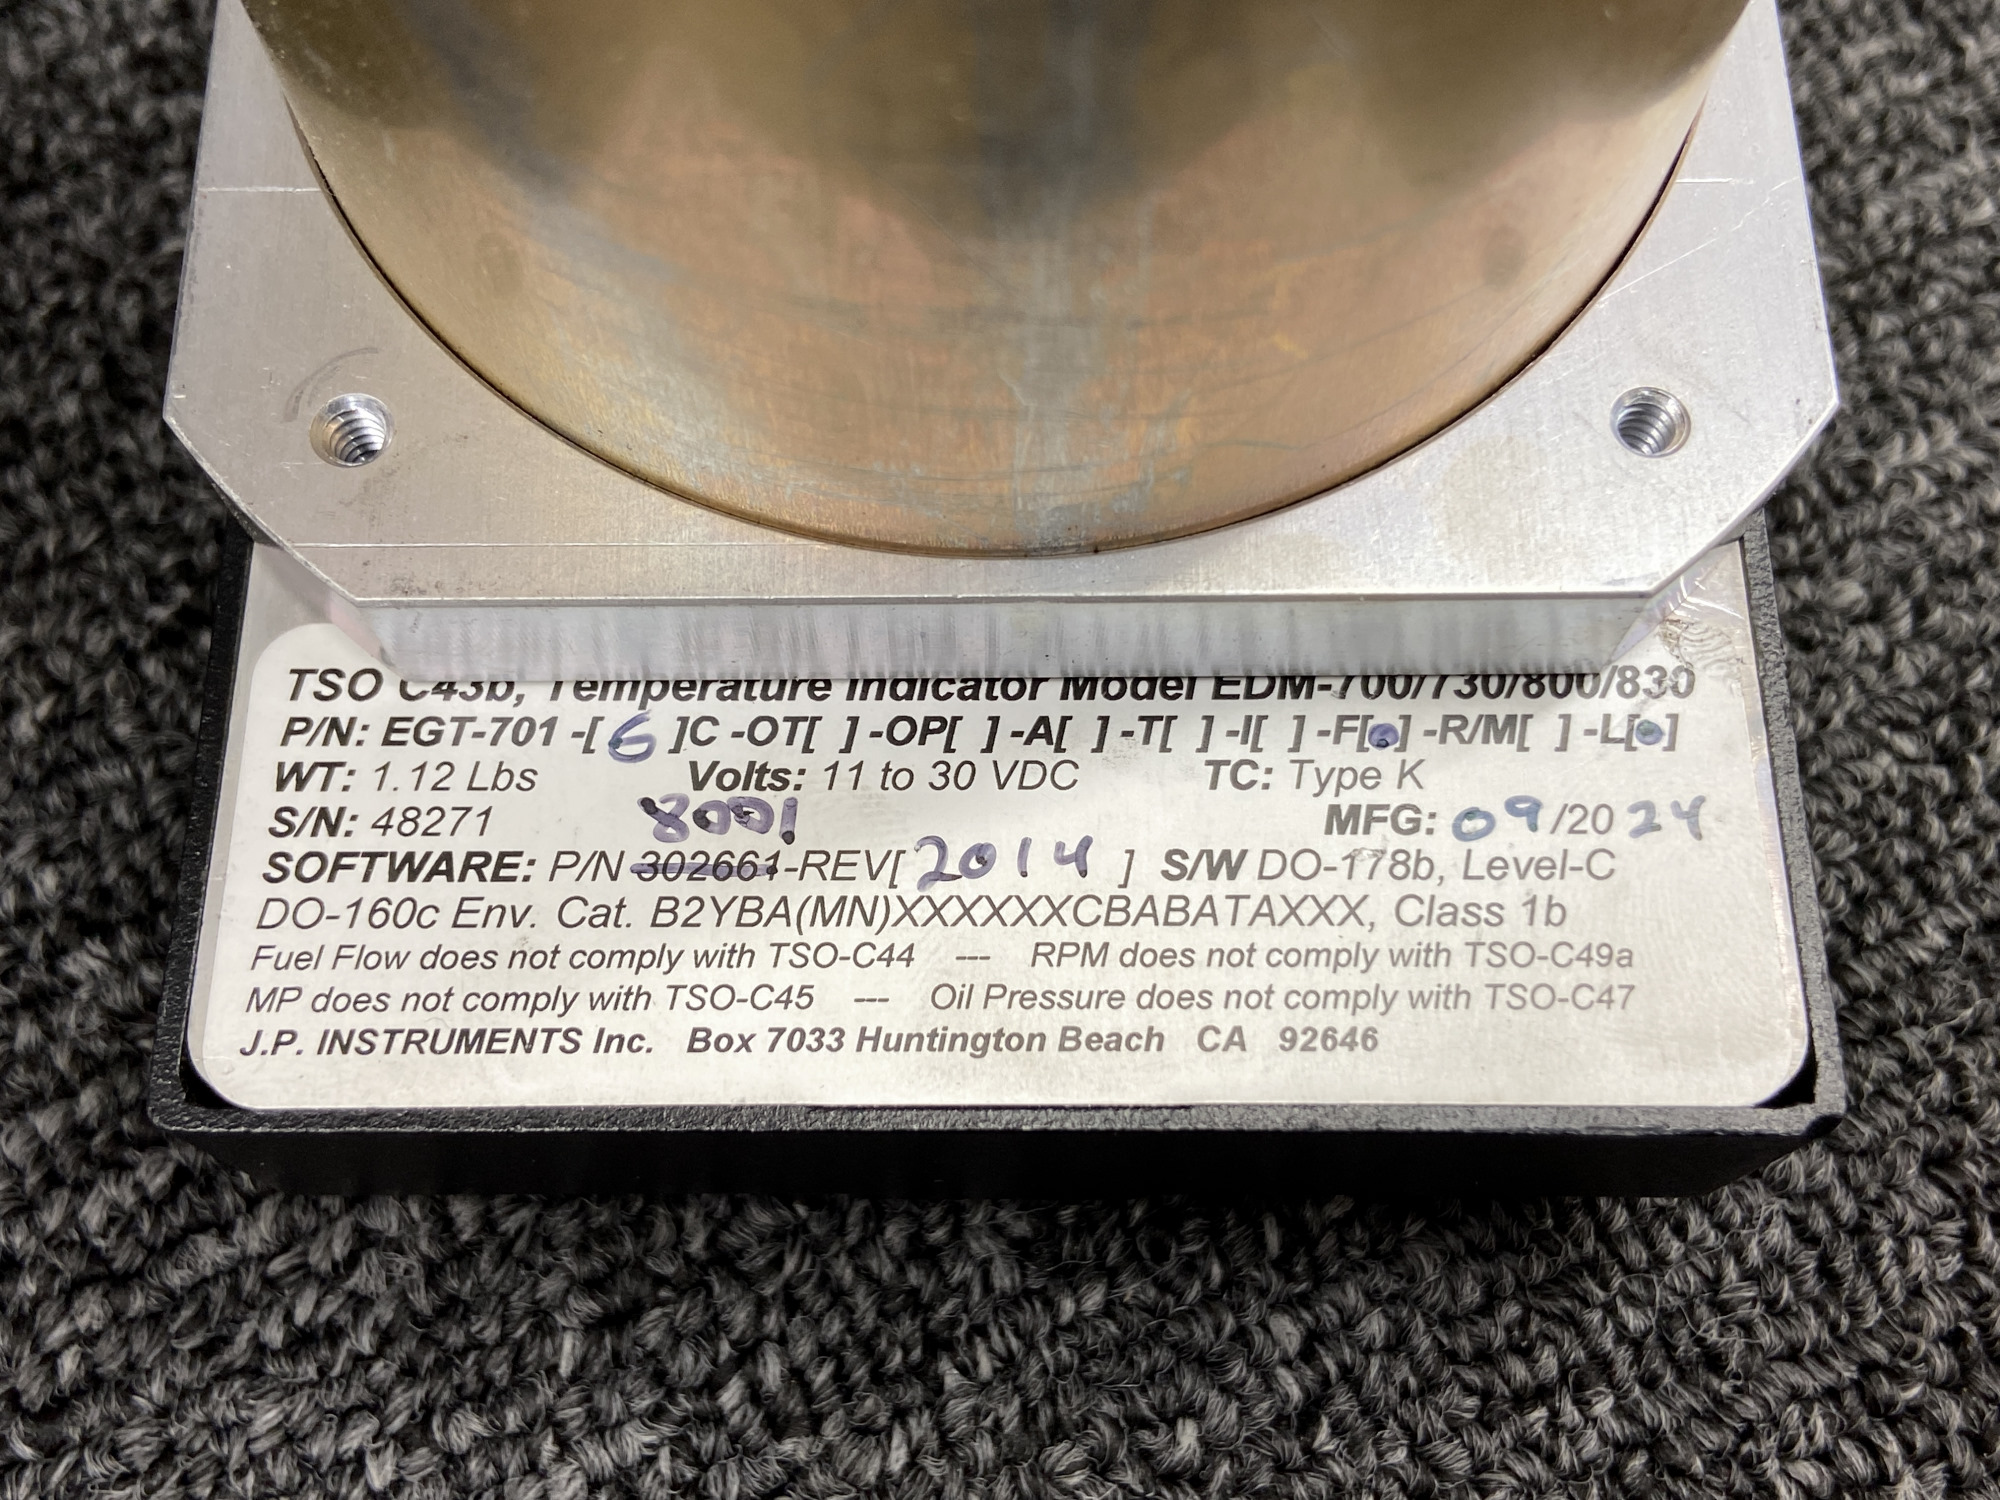 TSO C43b, Temperature Indicator Model EDM-700/730/800/830
P/N: EGT-701 -[ 6 ]C -OT[ ] -OP[ ] -A[ ] -T[ ] -I[ ] -F[•] -R/M[ ] -L[•]
WT: 1.12 Lbs Volts: 11 to 30 VDC TC: Type K
S/N: 48271 8001 MFG: 09/2024
SOFTWARE: P/N 302661-REV[ 2014 ] S/W DO-178b, Level-C
DO-160c Env. Cat. B2YBA(MN)XXXXXXCBABATAXXX, Class 1b
Fuel Flow does not comply with TSO-C44 --- RPM does not comply with TSO-C49a
MP does not comply with TSO-C45 --- Oil Pressure does not comply with TSO-C47
J.P. INSTRUMENTS Inc. Box 7033 Huntington Beach CA 92646